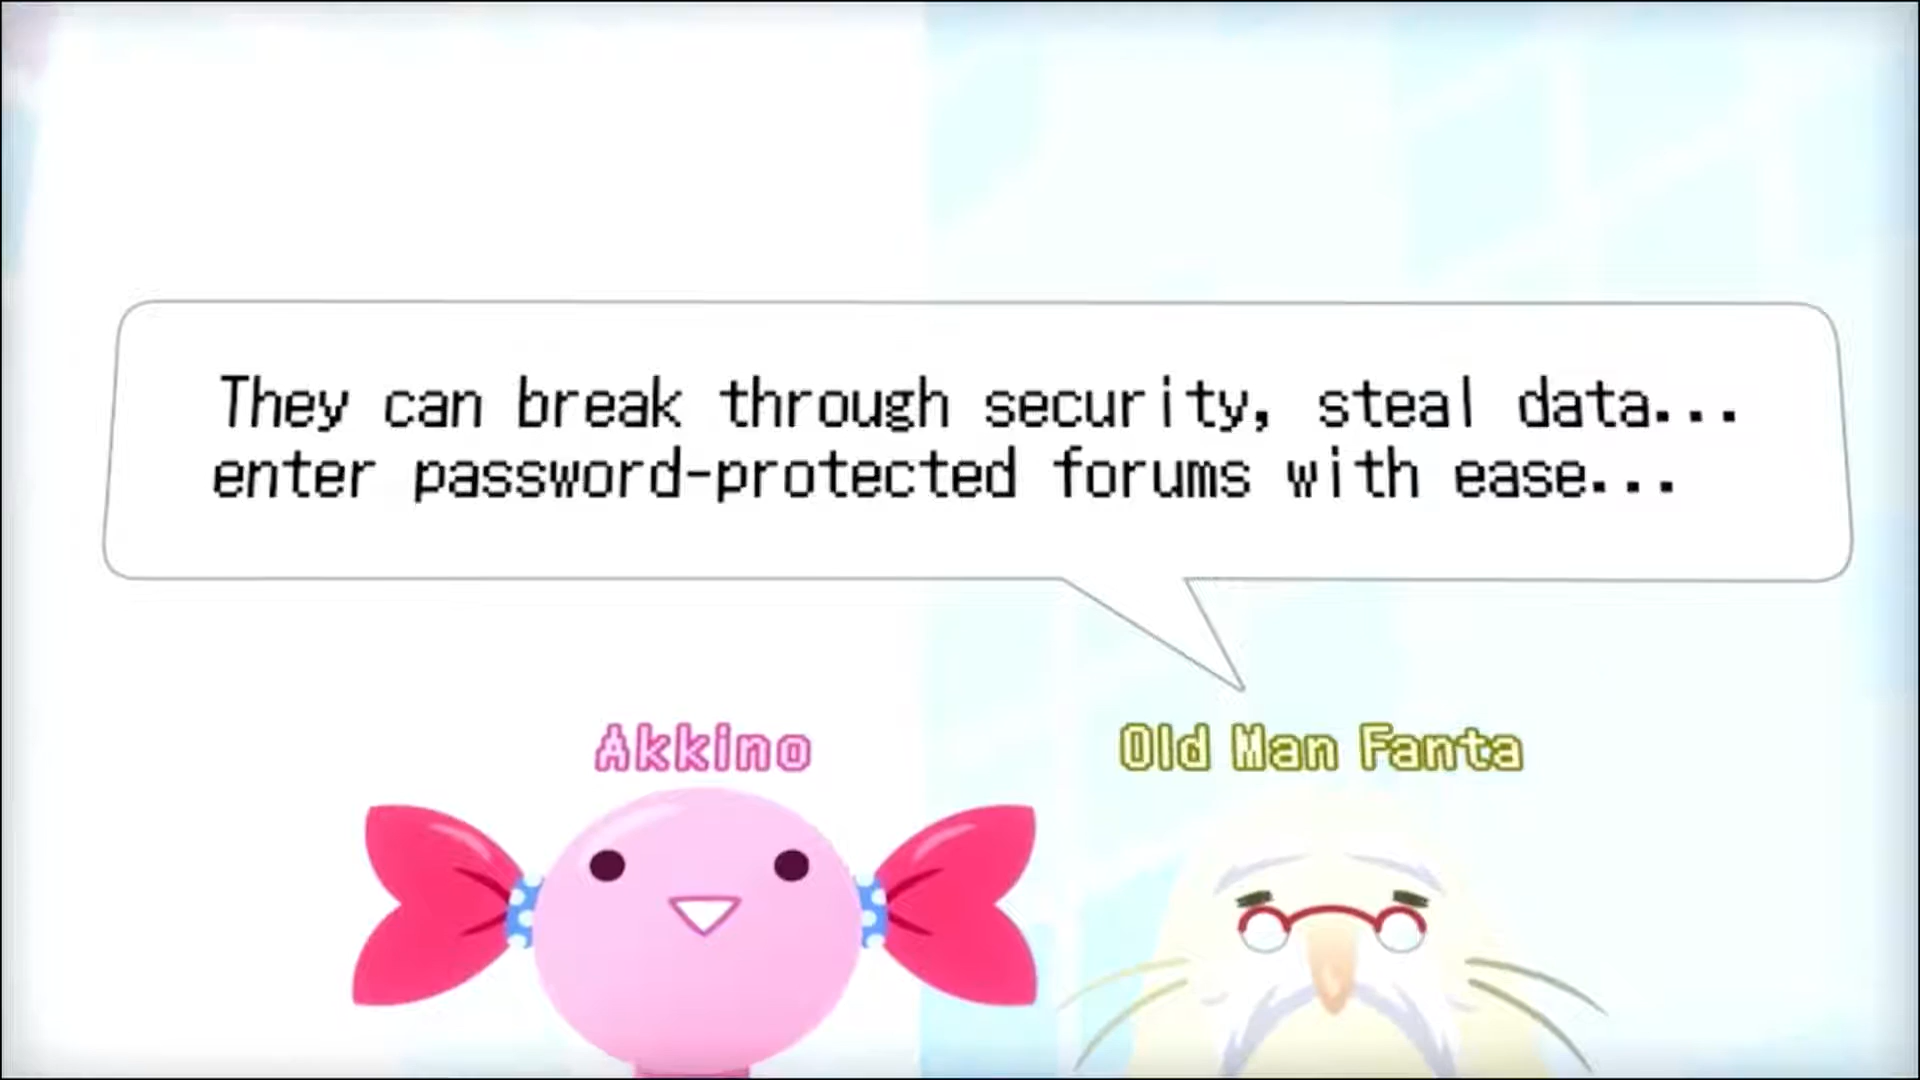 They can break through security, steal data...
enter password-protected forums with ease...
Akkino
Old Man Fanta